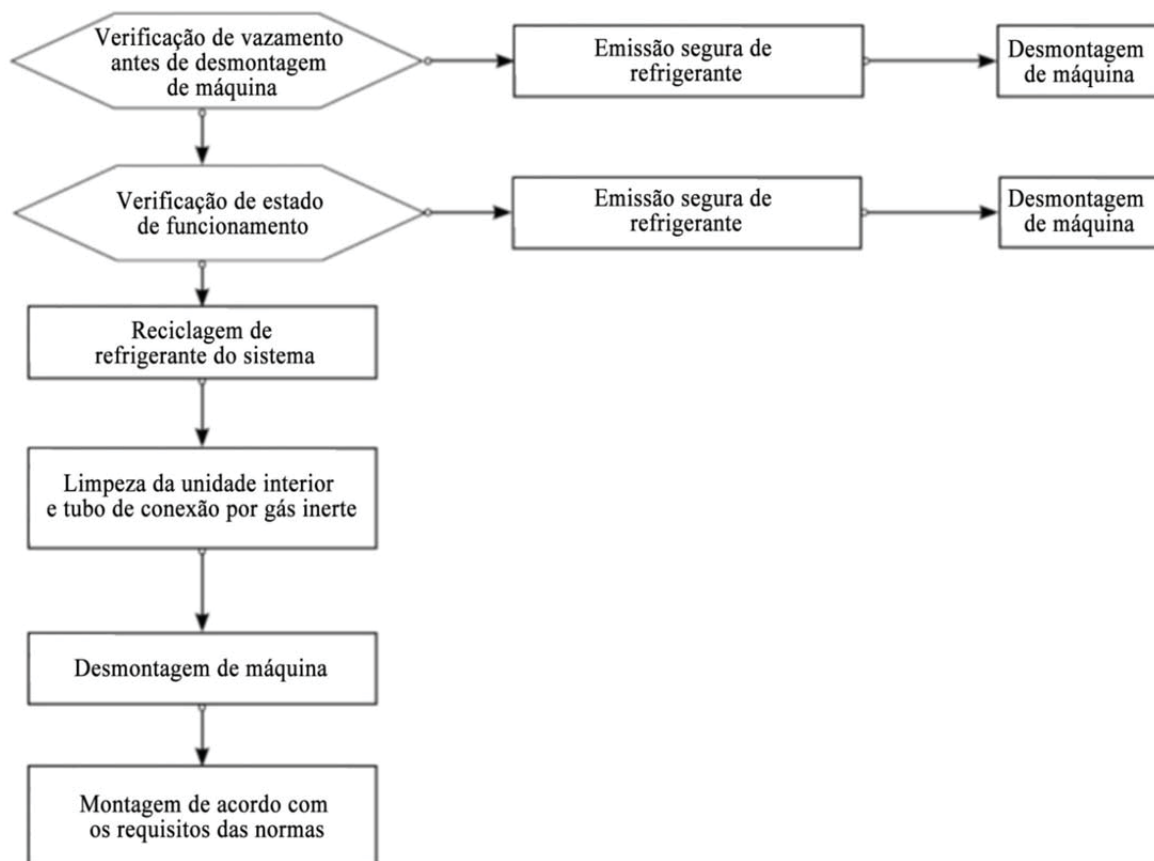 Verificação de vazamento
antes de desmontagem
de máquina
Emissão segura de
refrigerante
Desmontagem
de máquina
Verificação de estado
de funcionamento
Emissão segura de
refrigerante
Desmontagem
de máquina
Reciclagem de
refrigerante do sistema
Limpeza da unidade interior
e tubo de conexão por gás inerte
Desmontagem de máquina
Montagem de acordo com
os requisitos das normas